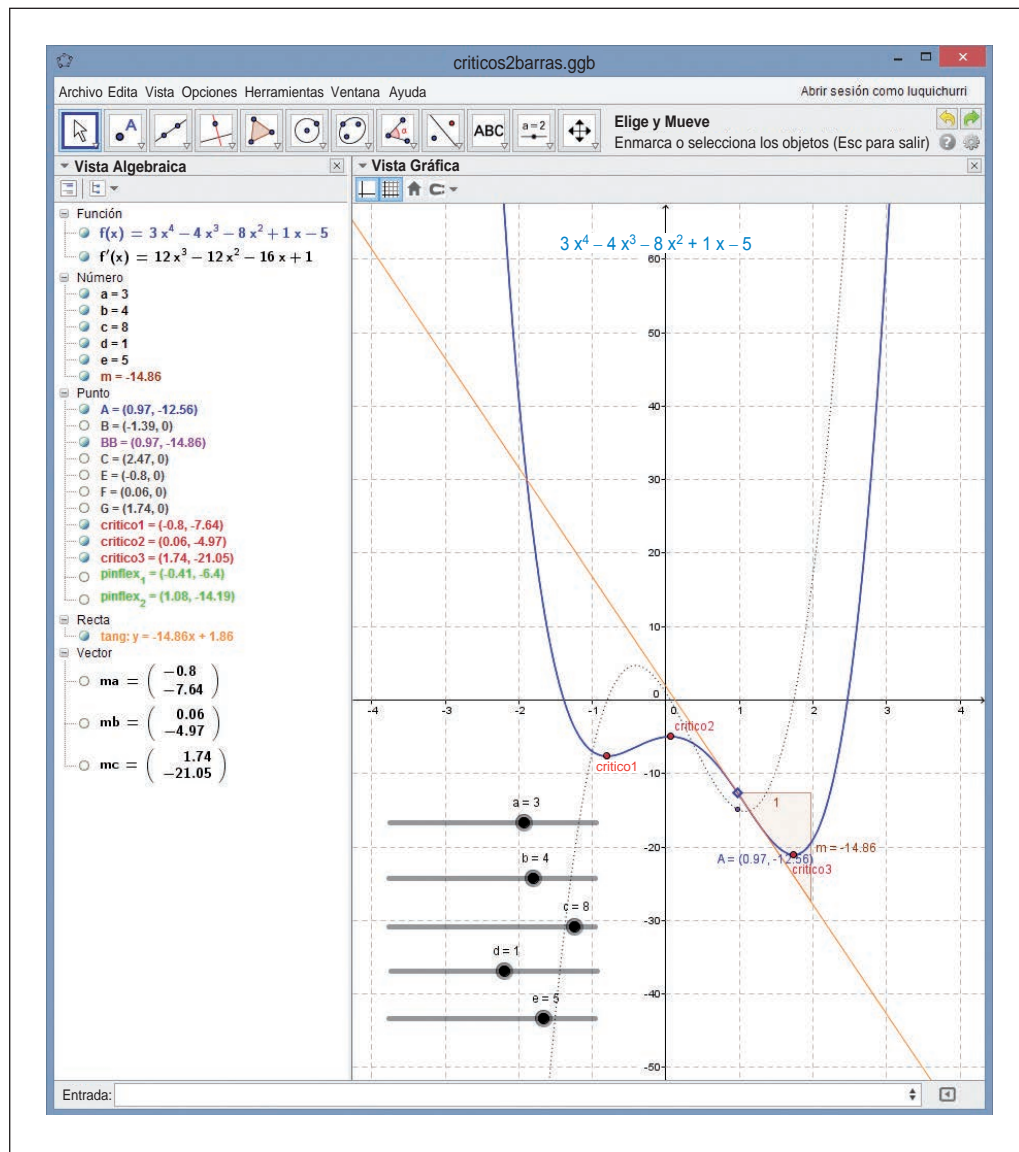 criticos2barras.ggb
Archivo Edita Vista Opciones Herramientas Ventana Ayuda
Abrir sesión como luquichurri
A
ABC
a=2
Elige y Mueve
Enmarca o selecciona los objetos (Esc para salir)
Vista Algebraica
Vista Gráfica
Función
f(x) = 3 x⁴ − 4 x³ − 8 x² + 1 x − 5
f'(x) = 12 x³ − 12 x² − 16 x + 1
Número
a = 3
b = 4
c = 8
d = 1
e = 5
m = -14.86
Punto
A = (0.97, -12.56)
B = (-1.39, 0)
BB = (0.97, -14.86)
C = (2.47, 0)
E = (-0.8, 0)
F = (0.06, 0)
G = (1.74, 0)
critico1 = (-0.8, -7.64)
critico2 = (0.06, -4.97)
critico3 = (1.74, -21.05)
pinflex₁ = (-0.41, -6.4)
pinflex₂ = (1.08, -14.19)
Recta
tang: y = -14.86x + 1.86
Vector
ma = ( −0.8
−7.64 )
mb = ( 0.06
−4.97 )
mc = ( 1.74
−21.05 )
3 x⁴ – 4 x³ – 8 x² + 1 x – 5
60
50
40
30
20
10
0
-4 -3 -2 -1 0 1 2 3 4
-10
-20
-30
-40
-50
critico2
critico1
1
m = -14.86
A = (0.97, -12.56)
critico3
a = 3
b = 4
c = 8
d = 1
e = 5
Entrada: